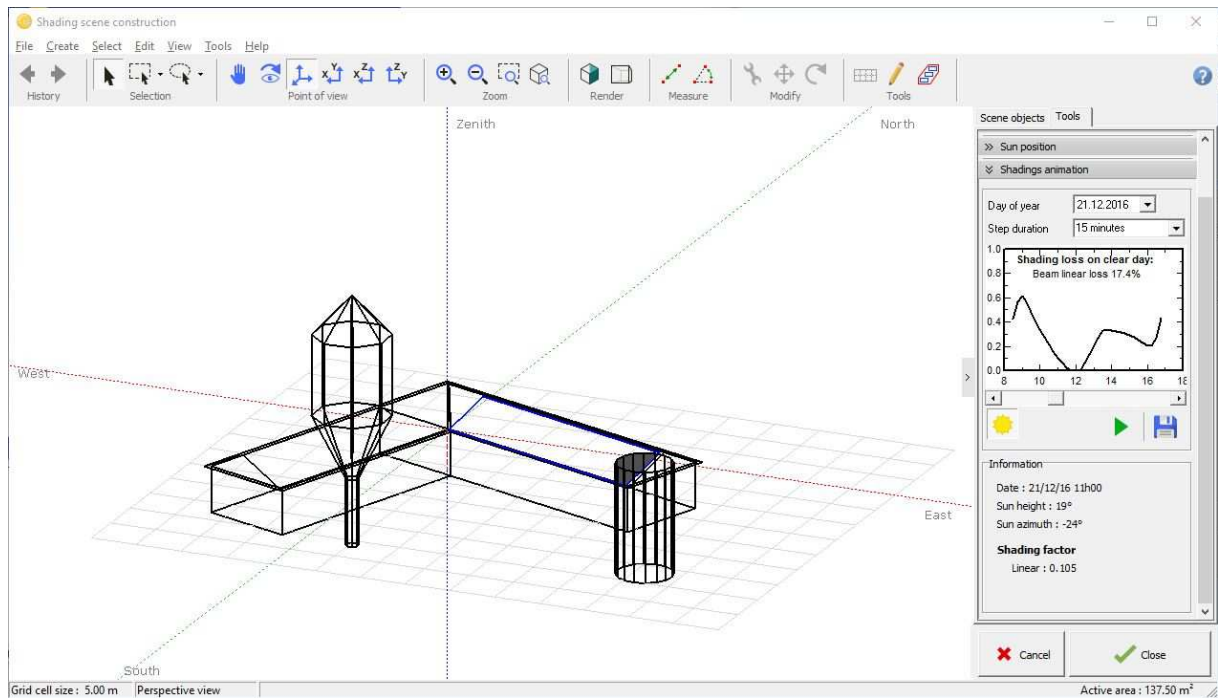 Shading scene construction
File Create Select Edit View Tools Help
History Selection Point of view Zoom Render Measure Modify Tools
Zenith
North
West
East
South
Scene objects Tools
Sun position
Shadings animation
Day of year 21.12.2016
Step duration 15 minutes
Shading loss on clear day:
Beam linear loss 17.4%
1.0
0.8
0.6
0.4
0.2
0.0
8 10 12 14 16 18
Information
Date : 21/12/16 11h00
Sun height : 19°
Sun azimuth : -24°
Shading factor
Linear : 0.105
Cancel Close
Grid cell size : 5.00 m Perspective view Active area : 137.50 m²